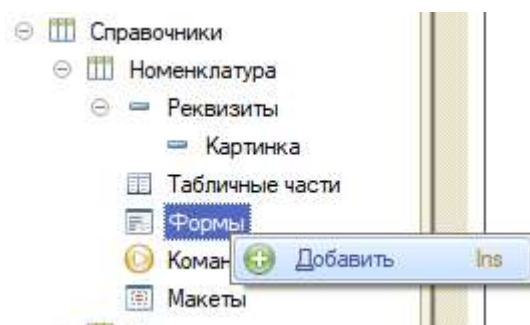 Справочники
Номенклатура
Реквизиты
Картинка
Табличные части
Формы
Коман
Добавить Ins
Макеты